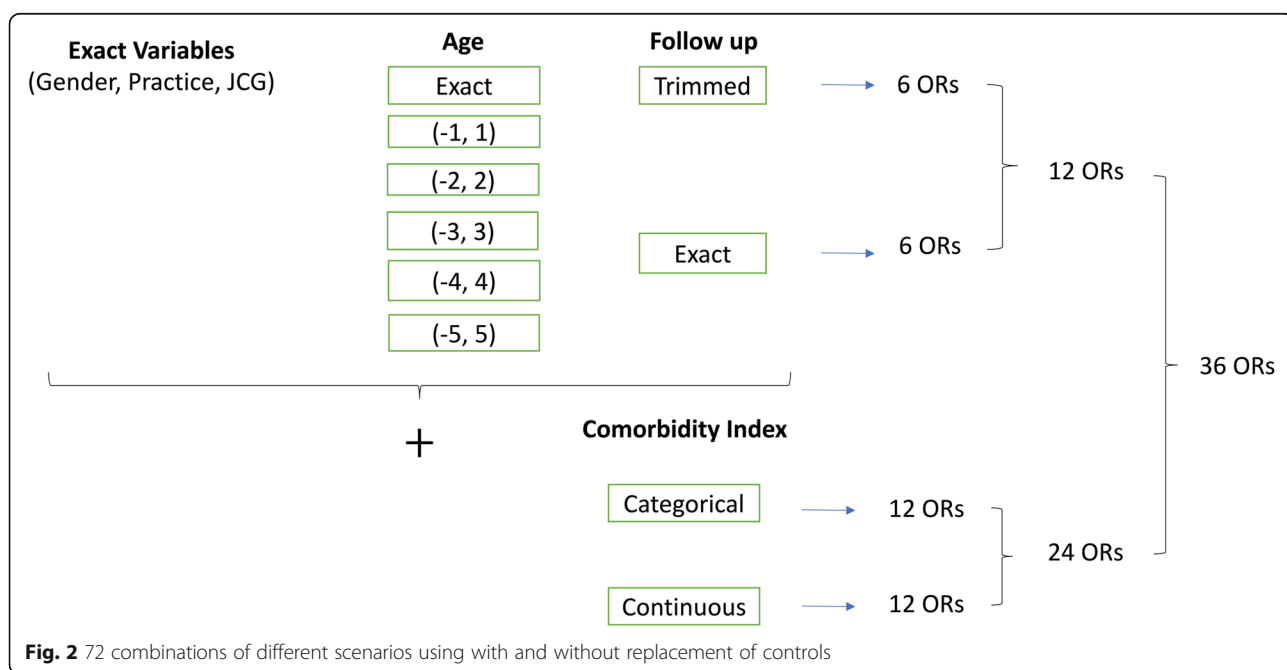 Exact Variables
(Gender, Practice, JCG)
Age
Exact
(-1, 1)
(-2, 2)
(-3, 3)
(-4, 4)
(-5, 5)
Follow up
Trimmed
Exact
6 ORs
6 ORs
12 ORs
36 ORs
+
Comorbidity Index
Categorical
Continuous
12 ORs
12 ORs
24 ORs
Fig. 2 72 combinations of different scenarios using with and without replacement of controls